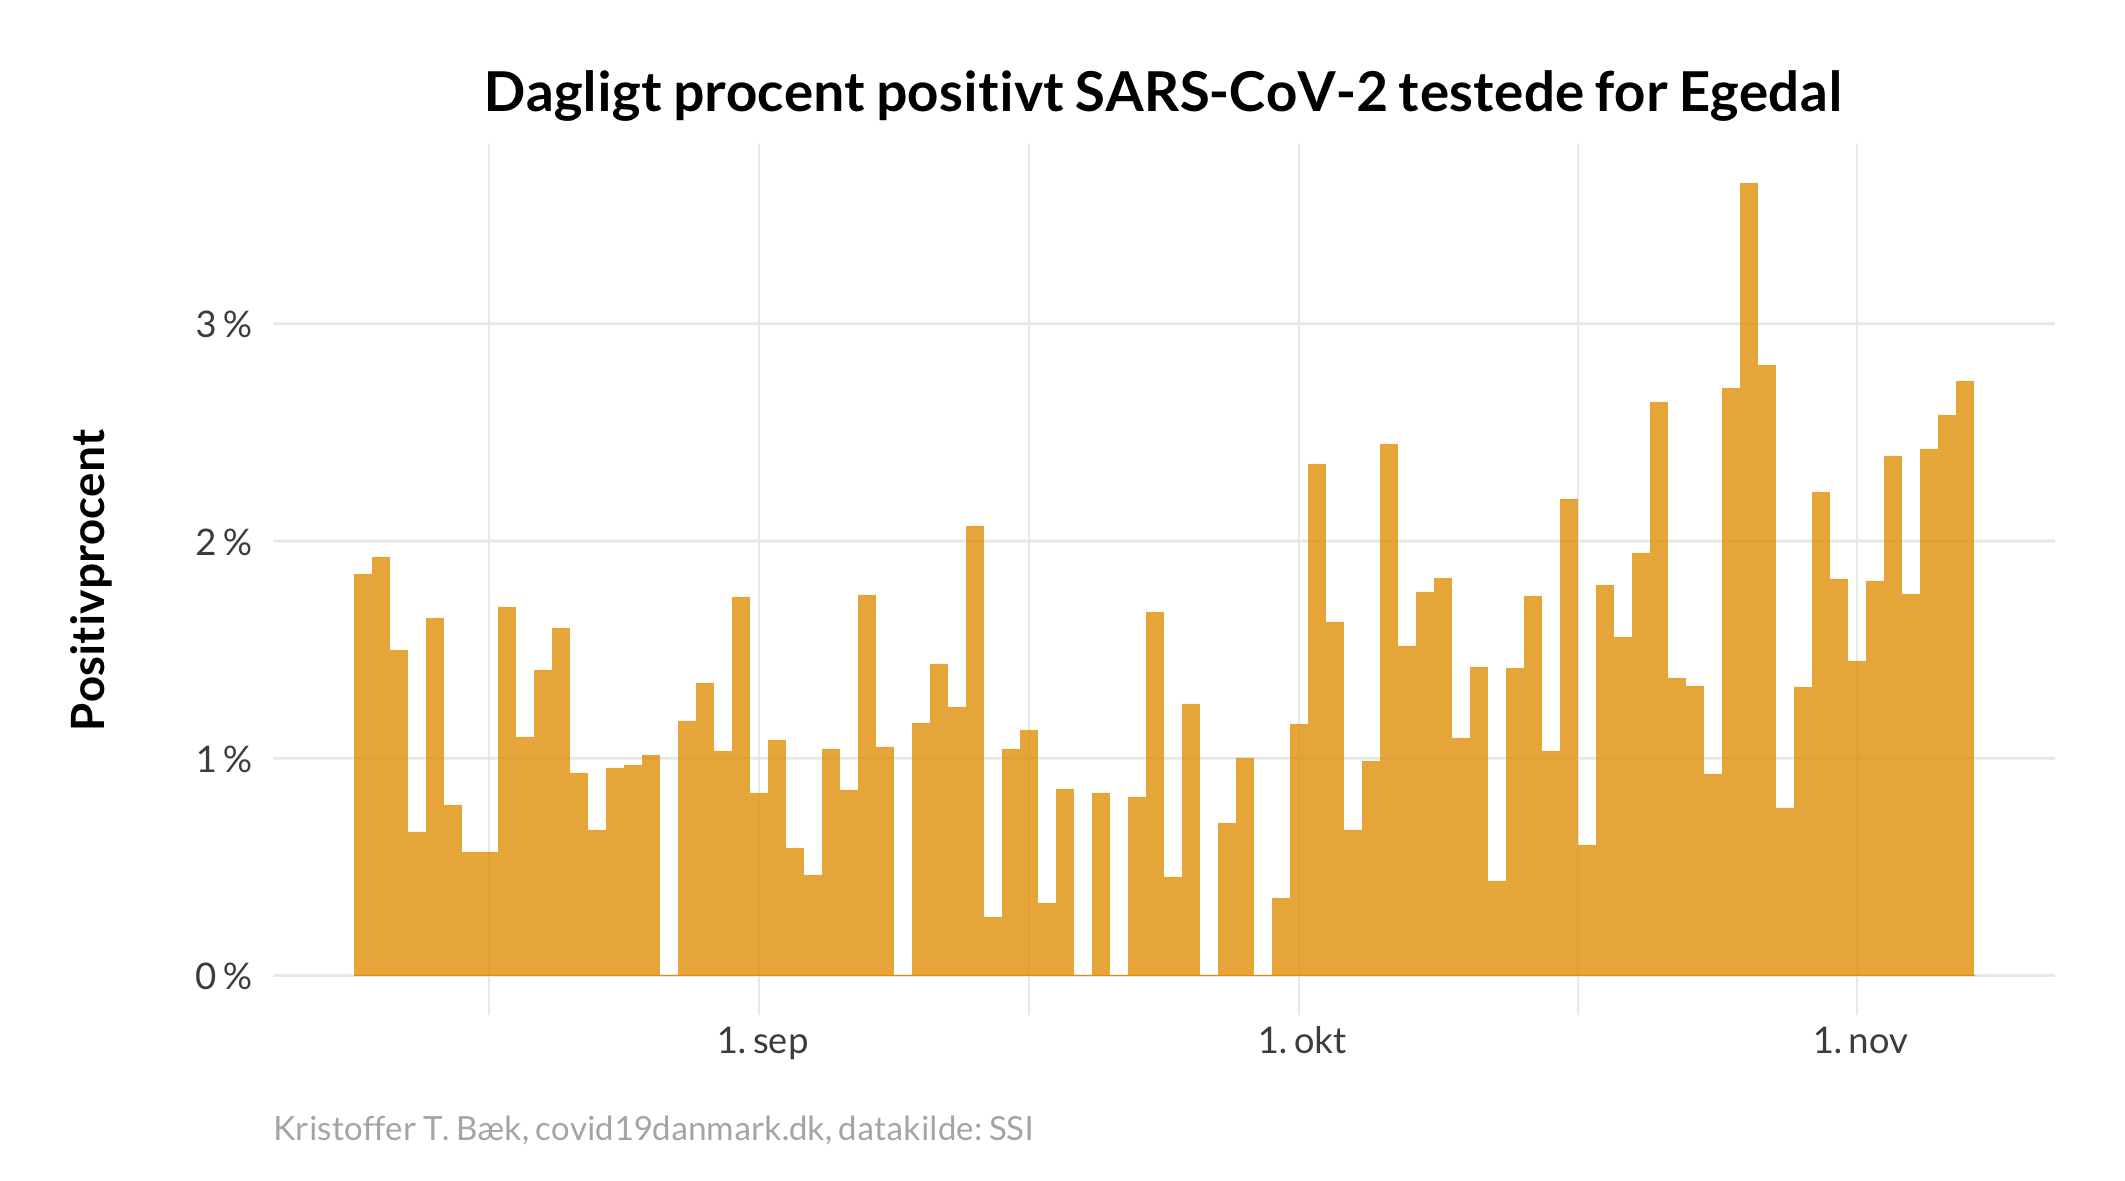 Dagligt procent positivt SARS-CoV-2 testede for Egedal
Positivprocent
3 %
2 %
1 %
0 %
1. sep
1. okt
1. nov
Kristoffer T. Bæk, covid19danmark.dk, datakilde: SSI